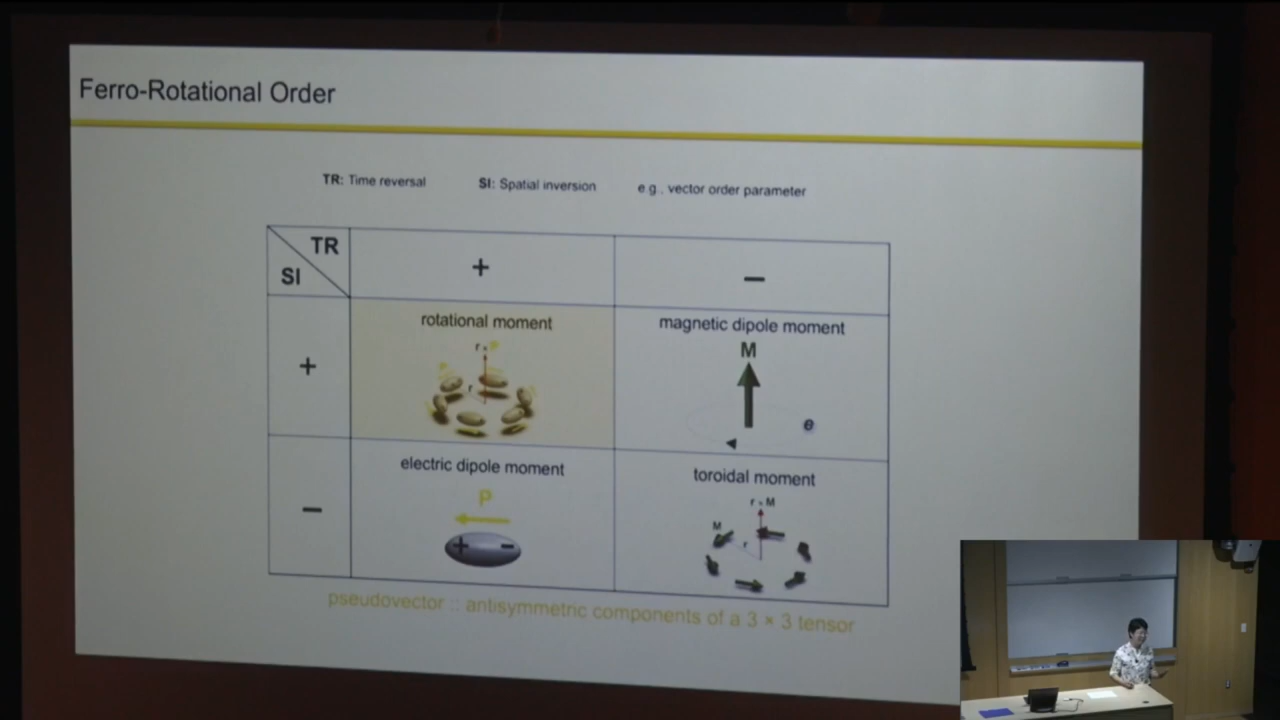 Ferro-Rotational Order
TR: Time reversal
SI: Spatial inversion
e.g., vector order parameter
TR
SI
+
−
+
rotational moment
r × P
r
magnetic dipole moment
M
e
−
electric dipole moment
P
+ −
toroidal moment
r × M
M
r
pseudovector :: antisymmetric components of a 3 × 3 tensor